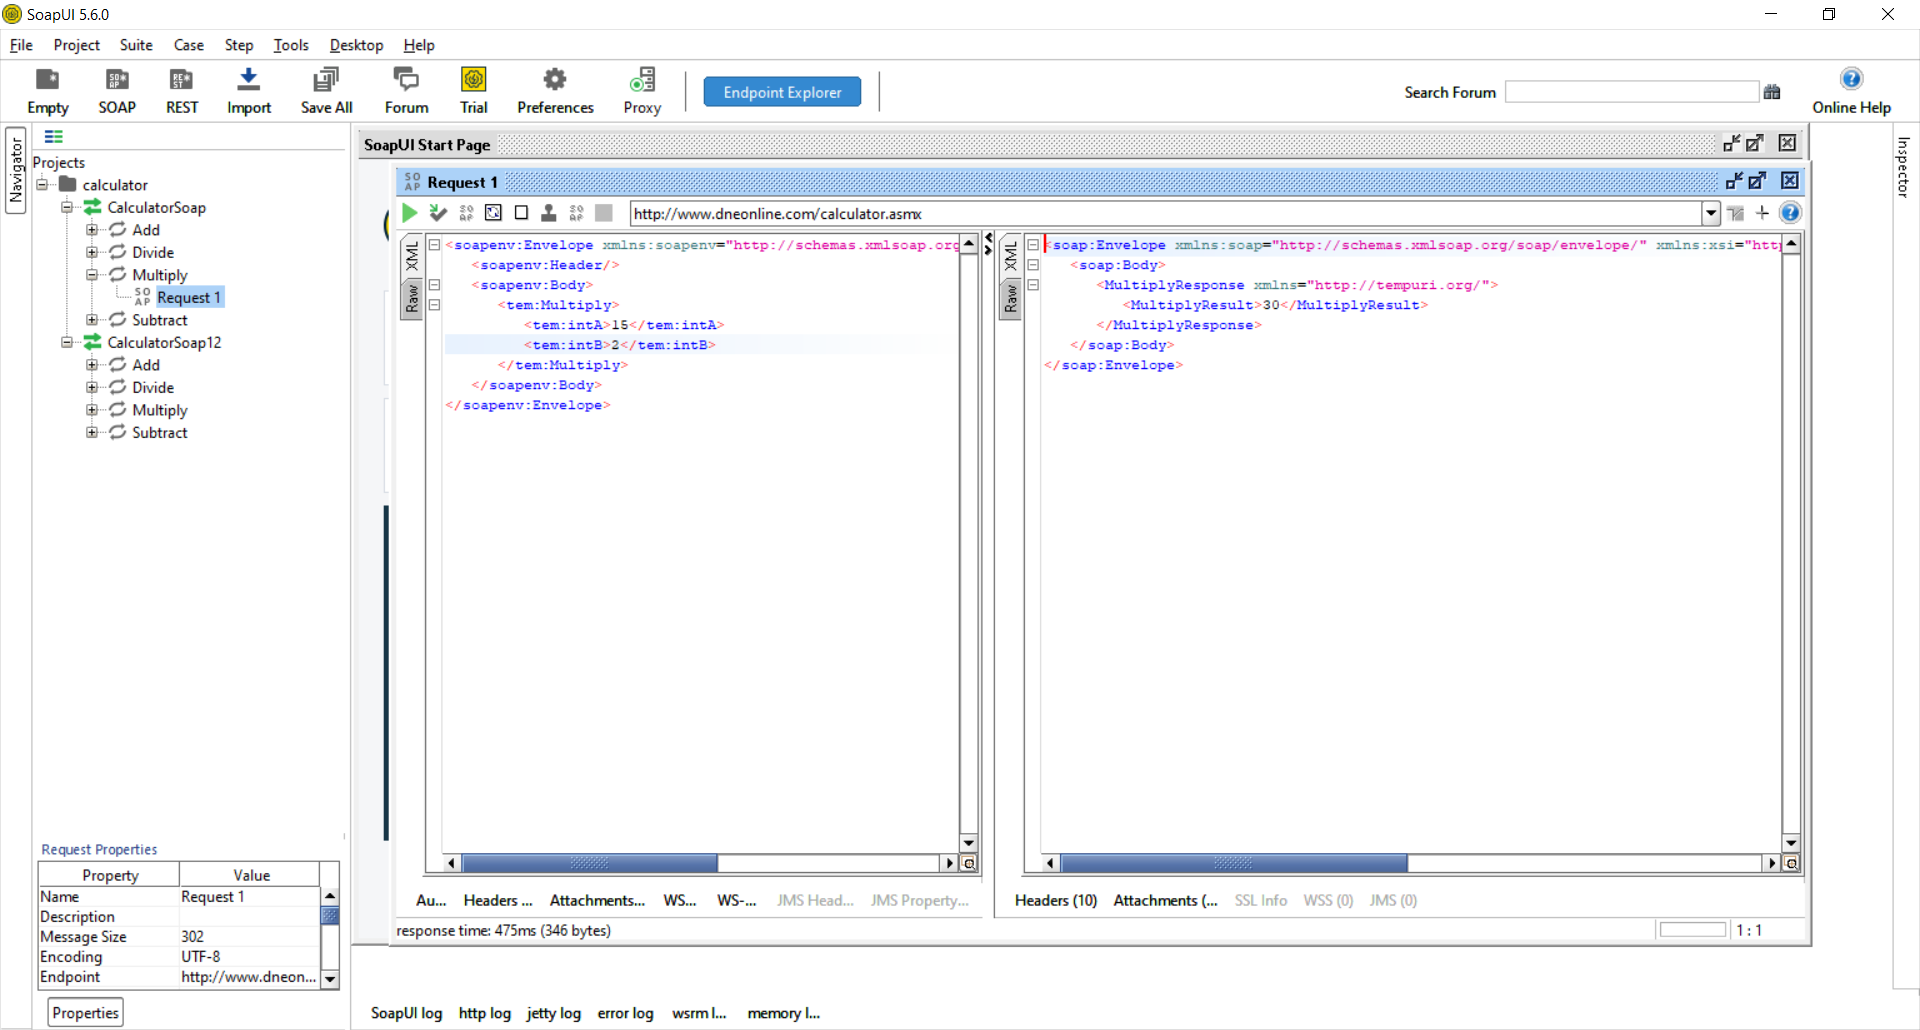 SoapUI 5.6.0
File Project Suite Case Step Tools Desktop Help
Empty SOAP REST Import Save All Forum Trial Preferences Proxy Endpoint Explorer Search Forum Online Help
Navigator
Projects
calculator
CalculatorSoap
Add
Divide
Multiply
Request 1
Subtract
CalculatorSoap12
Add
Divide
Multiply
Subtract
Request Properties
Property Value
Name Request 1
Description
Message Size 302
Encoding UTF-8
Endpoint http://www.dneon...
Properties
SoapUI Start Page
Request 1
http://www.dneonline.com/calculator.asmx
XML
Raw
<soapenv:Envelope xmlns:soapenv="http://schemas.xmlsoap.org
<soapenv:Header/>
<soapenv:Body>
<tem:Multiply>
<tem:intA>15</tem:intA>
<tem:intB>2</tem:intB>
</tem:Multiply>
</soapenv:Body>
</soapenv:Envelope>
XML
Raw
<soap:Envelope xmlns:soap="http://schemas.xmlsoap.org/soap/envelope/" xmlns:xsi="http
<soap:Body>
<MultiplyResponse xmlns="http://tempuri.org/">
<MultiplyResult>30</MultiplyResult>
</MultiplyResponse>
</soap:Body>
</soap:Envelope>
Au... Headers ... Attachments... WS... WS-... JMS Head... JMS Property...
Headers (10) Attachments (... SSL Info WSS (0) JMS (0)
response time: 475ms (346 bytes)
1 : 1
SoapUI log http log jetty log error log wsrm l... memory l...
Inspector